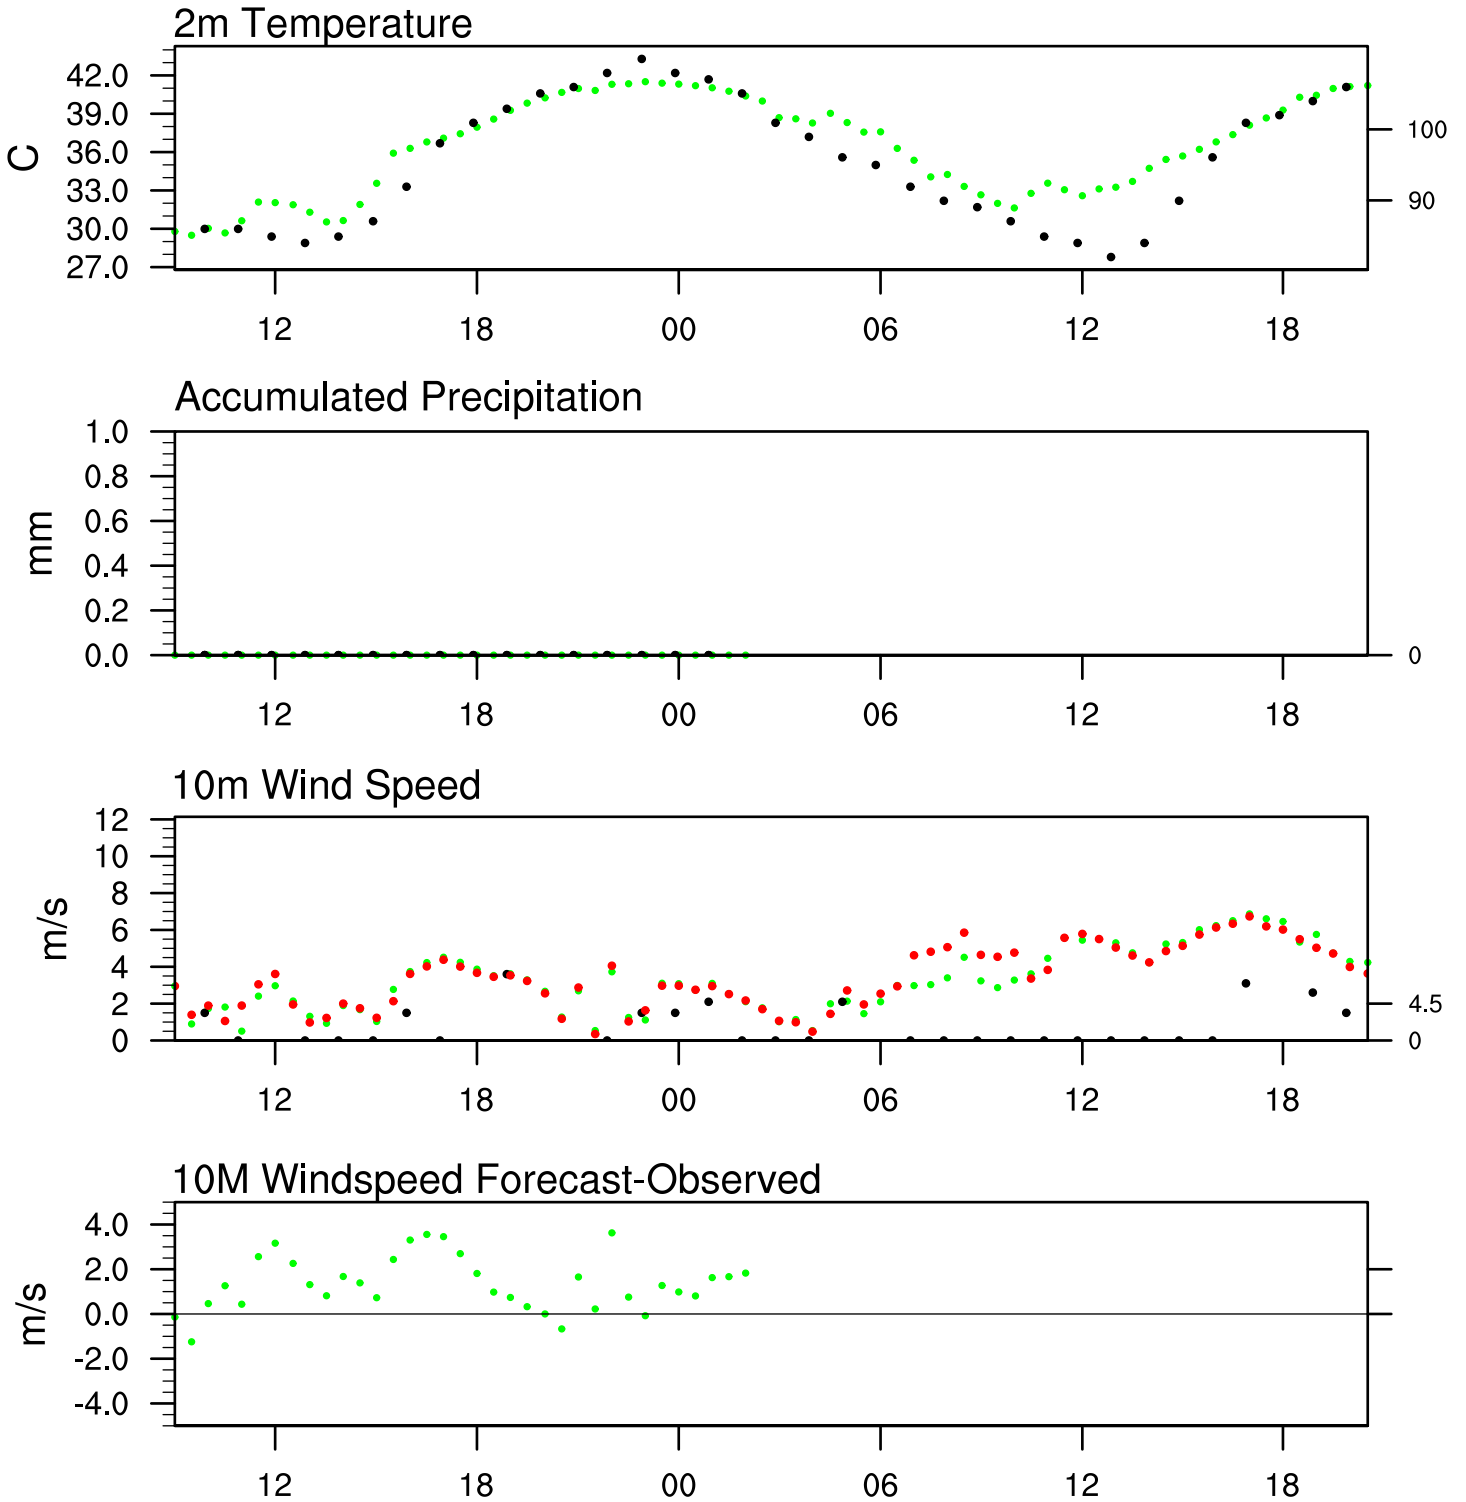 2m Temperature
42.0
39.0
36.0
33.0
30.0
27.0
C
100
90
12 18 00 06 12 18
Accumulated Precipitation
1.0
0.8
0.6
0.4
0.2
0.0
mm
0
12 18 00 06 12 18
10m Wind Speed
12
10
8
6
4
2
0
m/s
4.5
0
12 18 00 06 12 18
10M Windspeed Forecast-Observed
4.0
2.0
0.0
-2.0
-4.0
m/s
12 18 00 06 12 18